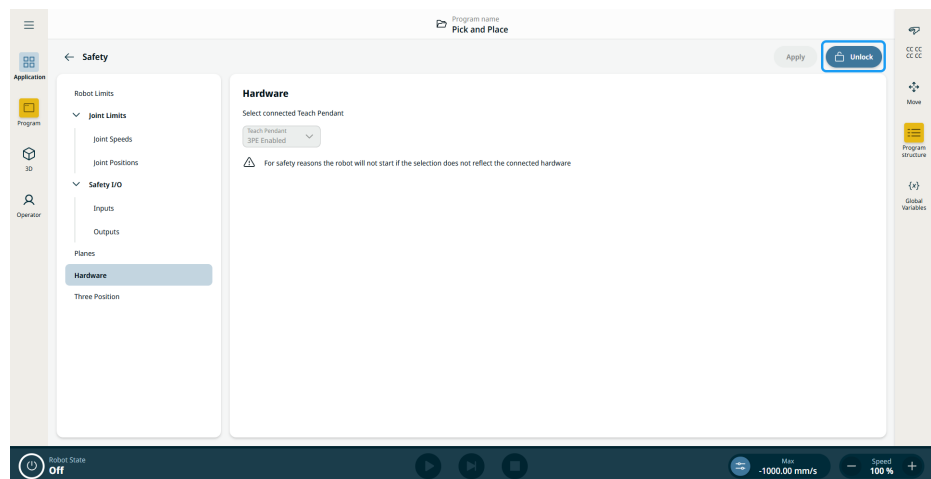 Program name
Pick and Place
Safety
Apply
Unlock
CC CC
CC CC
Application
Program
3D
Operator
Robot Limits
Joint Limits
Joint Speeds
Joint Positions
Safety I/O
Inputs
Outputs
Planes
Hardware
Three Position
Hardware
Select connected Teach Pendant
Teach Pendant
3PE Enabled
For safety reasons the robot will not start if the selection does not reflect the connected hardware
Move
Program
structure
{x}
Global
Variables
Robot State
Off
Max
-1000.00 mm/s
Speed
100 %